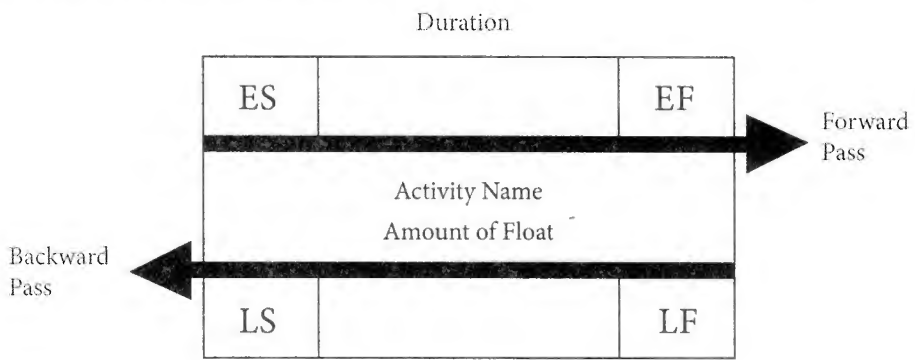 Duration
ES
EF
Forward
Pass
Activity Name
Amount of Float
Backward
Pass
LS
LF